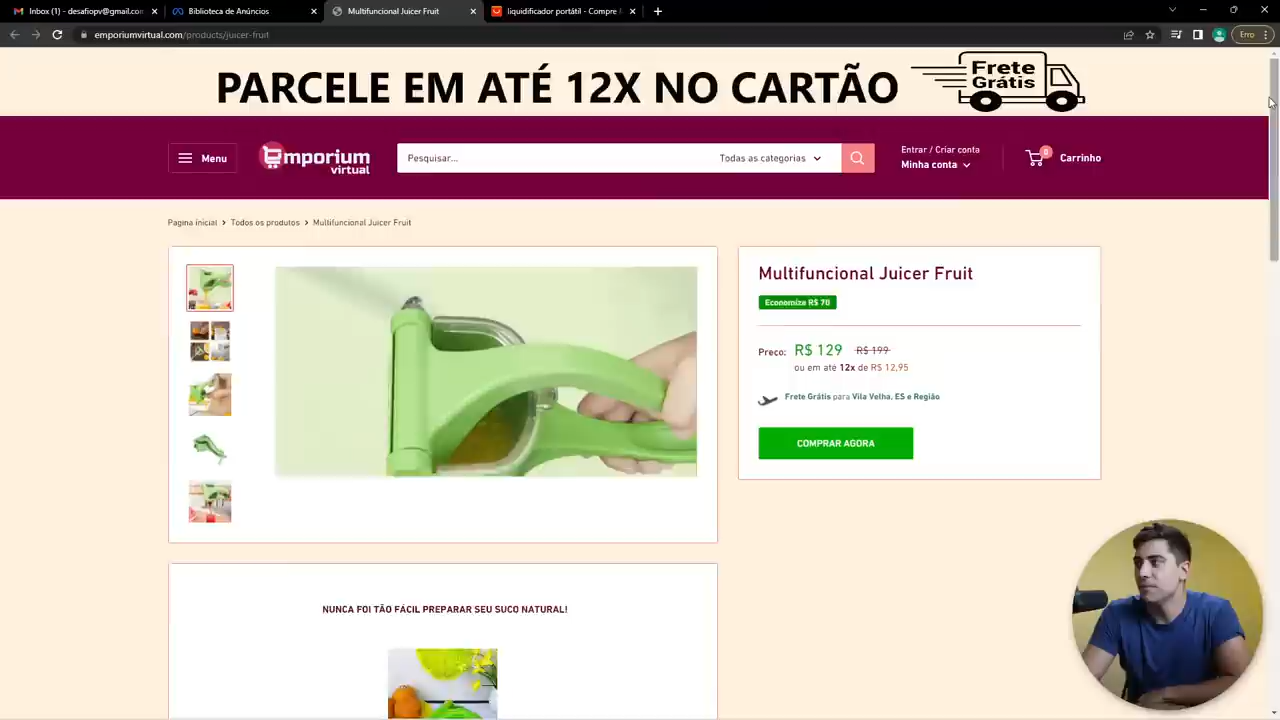 Inbox (1) - desafiopv@gmail.com
Biblioteca de Anúncios
Multifuncional Juicer Fruit
liquidificador portátil - Compre
emporiumvirtual.com/products/juicer-fruit
Erro
PARCELE EM ATÉ 12X NO CARTÃO
Frete
Grátis
Menu
emporium
virtual
Pesquisar...
Todas as categorias
Entrar / Criar conta
Minha conta
0
Carrinho
Pagina inicial > Todos os produtos > Multifuncional Juicer Fruit
Multifuncional Juicer Fruit
Economize R$ 70
Preço: R$ 129 R$ 199
ou em até 12x de R$ 12,95
Frete Grátis para Vila Velha, ES e Região
COMPRAR AGORA
NUNCA FOI TÃO FÁCIL PREPARAR SEU SUCO NATURAL!